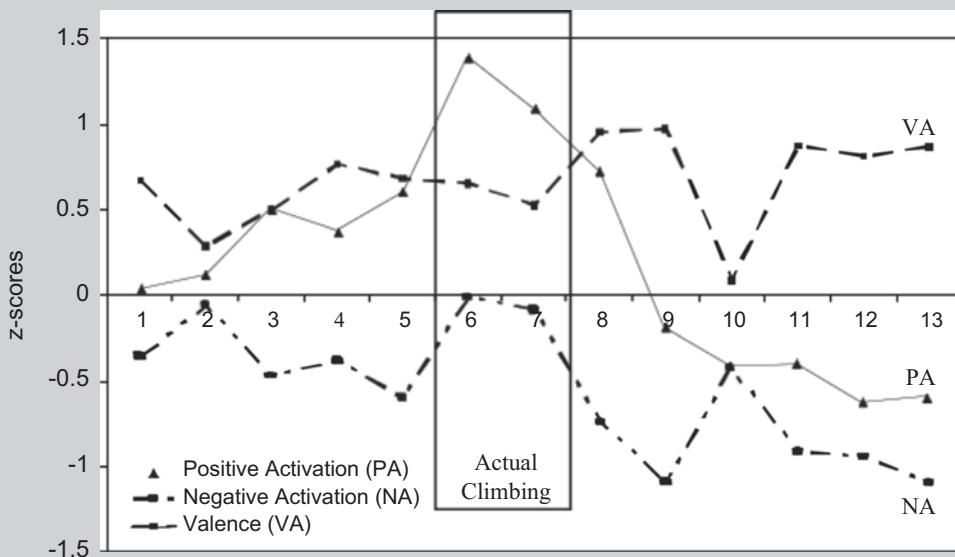 1.5
1
0.5
0
-0.5
-1
-1.5
z-scores
1 2 3 4 5 6 7 8 9 10 11 12 13
VA
PA
NA
Positive Activation (PA)
Negative Activation (NA)
Valence (VA)
Actual
Climbing